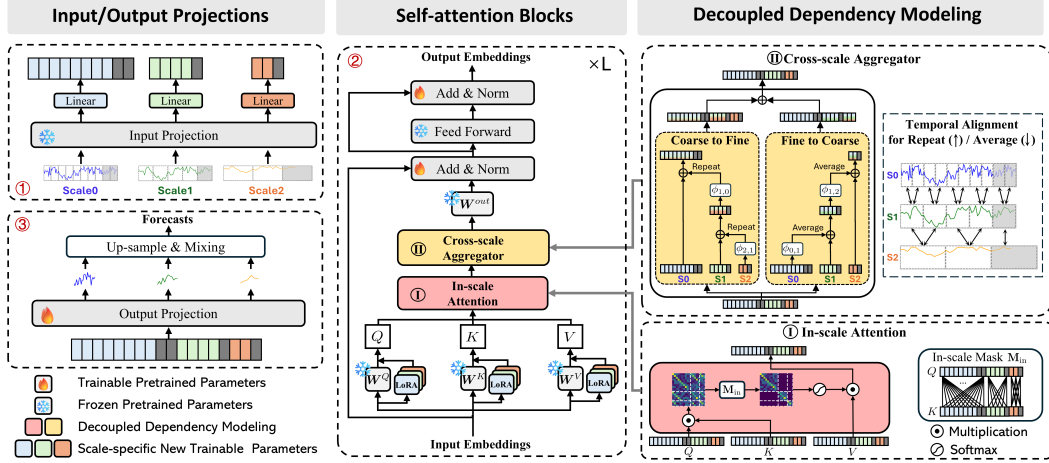 Input/Output Projections
Linear
Linear
Linear
Input Projection
Scale0
Scale1
Scale2
①
③
Forecasts
Up-sample & Mixing
Output Projection
Trainable Pretrained Parameters
Frozen Pretrained Parameters
Decoupled Dependency Modeling
Scale-specific New Trainable Parameters
Self-attention Blocks
②
Output Embeddings
×L
Add & Norm
Feed Forward
Add & Norm
W^out
Ⅱ Cross-scale
Aggregator
Ⅰ In-scale
Attention
Q K V
W^Q LoRA W^K LoRA W^V LoRA
Input Embeddings
Decoupled Dependency Modeling
Ⅱ Cross-scale Aggregator
Coarse to Fine
Repeat
ϕ1,0
Repeat
ϕ2,1
S0 S1 S2
Fine to Coarse
Average
ϕ1,2
Average
ϕ0,1
S0 S1 S2
Temporal Alignment
for Repeat (↑) / Average (↓)
S0
S1
S2
Ⅰ In-scale Attention
M_in
Q K V
In-scale Mask M_in
Q
...
K
Multiplication
Softmax